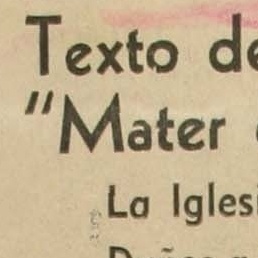 Texto de
"Mater
La Iglesi